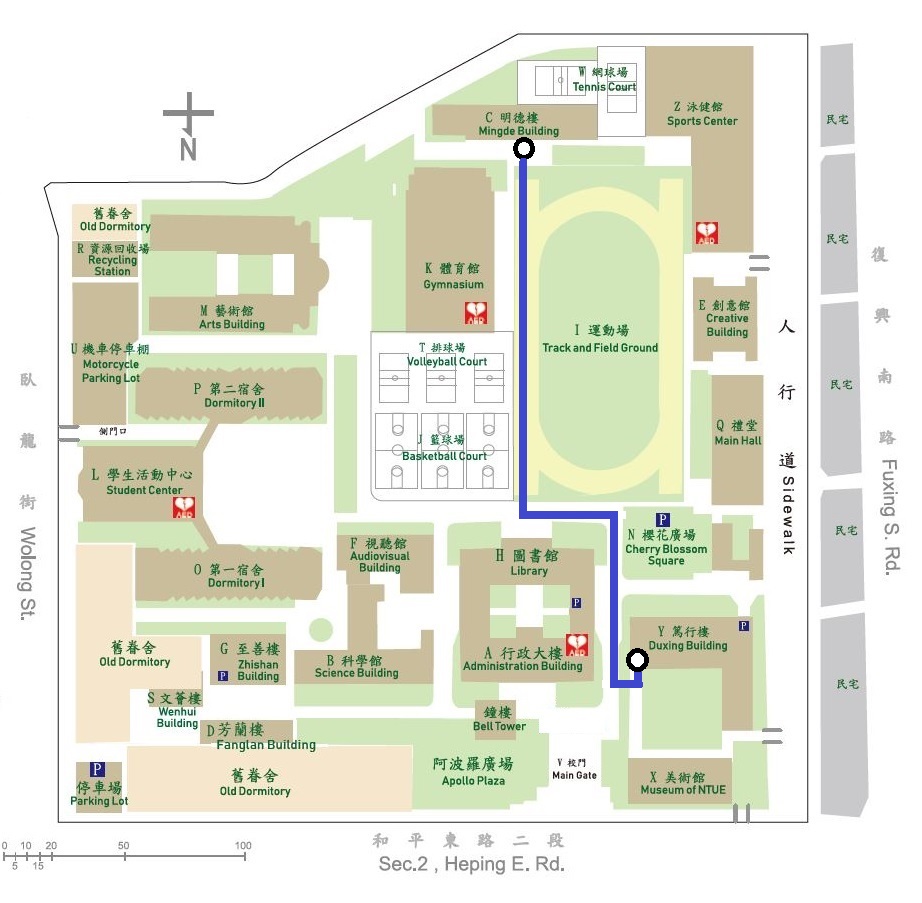 W 網球場
Tennis Court
C 明德樓
Mingde Building
Z 泳健館
Sports Center
民宅
N
舊眷舍
Old Dormitory
R 資源回收場
Recycling
Station
M 藝術館
Arts Building
K 體育館
Gymnasium
AED
AED
民宅
復興南路
Fuxing S. Rd.
E 創意館
Creative
Building
人行道 Sidewalk
I 運動場
Track and Field Ground
T 排球場
Volleyball Court
U 機車停車棚
Motorcycle
Parking Lot
P 第二宿舍
Dormitory II
民宅
臥龍街
Wolong St.
側門口
J 籃球場
Basketball Court
Q 禮堂
Main Hall
L 學生活動中心
Student Center
AED
P
N 櫻花廣場
Cherry Blossom
Square
民宅
F 視聽館
Audiovisual
Building
H 圖書館
Library
O 第一宿舍
Dormitory I
P
舊眷舍
Old Dormitory
G 至善樓
Zhishan
Building
P
B 科學館
Science Building
A 行政大樓
Administration Building
AED
Y 篤行樓
Duxing Building
P
民宅
S 文薈樓
Wenhui
Building
D 芳蘭樓
Fanglan Building
鐘樓
Bell Tower
P
停車場
Parking Lot
舊眷舍
Old Dormitory
阿波羅廣場
Apollo Plaza
V 校門
Main Gate
X 美術館
Museum of NTUE
0 10 20 50 100
5 15
和平東路二段
Sec.2 , Heping E. Rd.